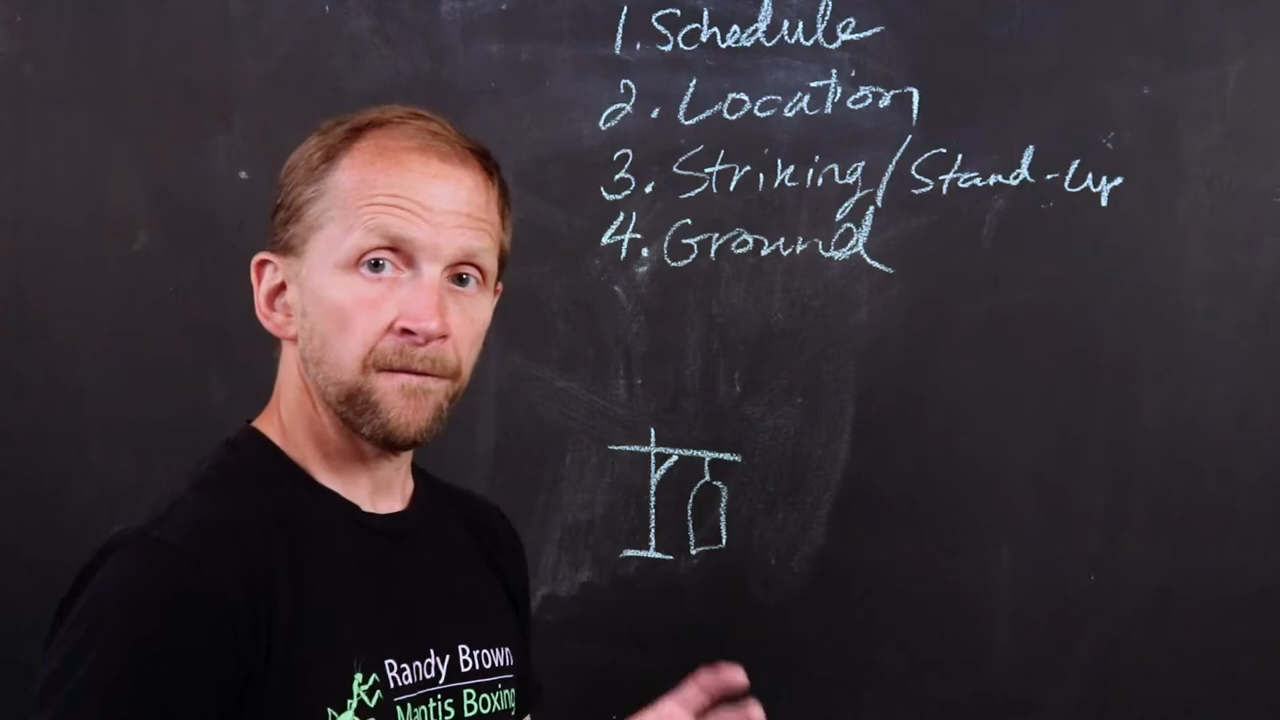 1. Schedule
2. Location
3. Striking/Stand-up
4. Ground
Randy Brown
Mantis Boxing